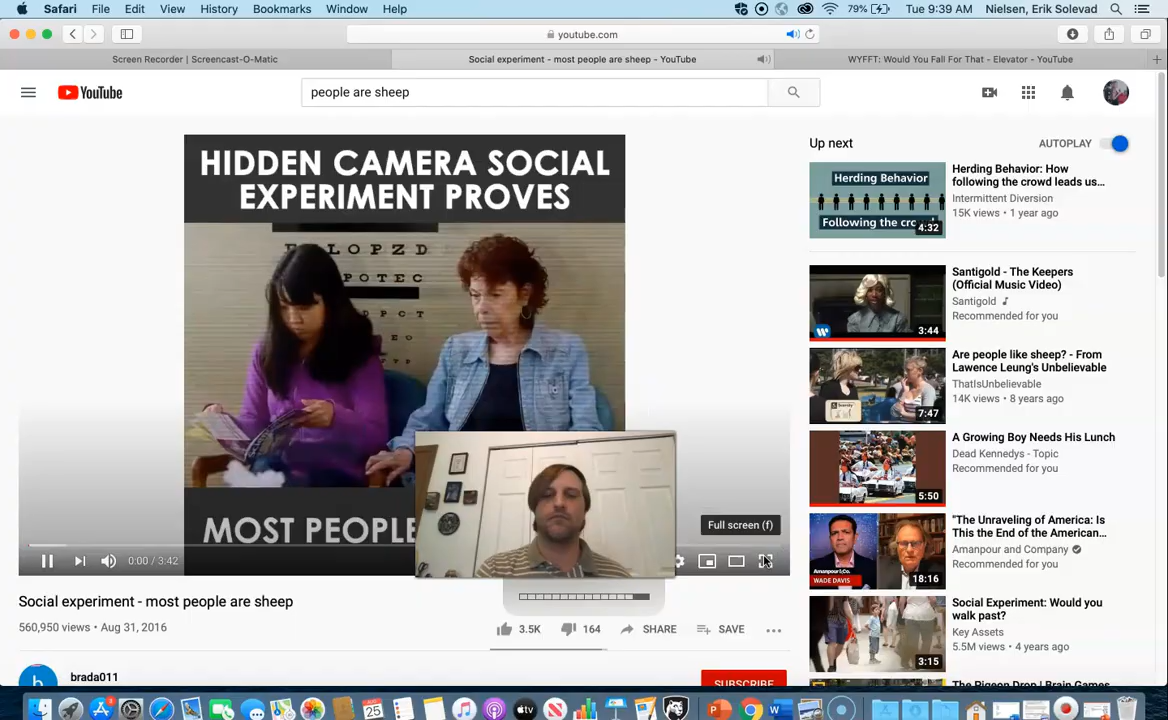 Safari File Edit View History Bookmarks Window Help 79% Tue 9:39 AM Nielsen, Erik Solevad
youtube.com
Screen Recorder | Screencast-O-Matic
Social experiment - most people are sheep - YouTube
WYFFT: Would You Fall For That - Elevator - YouTube
YouTube
people are sheep
HIDDEN CAMERA SOCIAL
EXPERIMENT PROVES
MOST PEOPLE
Full screen (f)
0:00 / 3:42
Social experiment - most people are sheep
560,950 views • Aug 31, 2016
3.5K 164 SHARE SAVE
brada011
b
SUBSCRIBE
Up next
AUTOPLAY
Herding Behavior
Following the
4:32
Herding Behavior: How
following the crowd leads us...
Intermittent Diversion
15K views • 1 year ago
3:44
Santigold - The Keepers
(Official Music Video)
Santigold
Recommended for you
7:47
Are people like sheep? - From
Lawence Leung's Unbelievable
ThatIsUnbelievable
14K views • 8 years ago
5:50
A Growing Boy Needs His Lunch
Dead Kennedys - Topic
Recommended for you
WADE DAVIS
18:16
"The Unraveling of America: Is
This the End of the American...
Amanpour and Company
Recommended for you
3:15
Social Experiment: Would you
walk past?
Key Assets
5.5M views • 4 years ago
The Pigeon Drop | Brain Games
AUG
25
tv